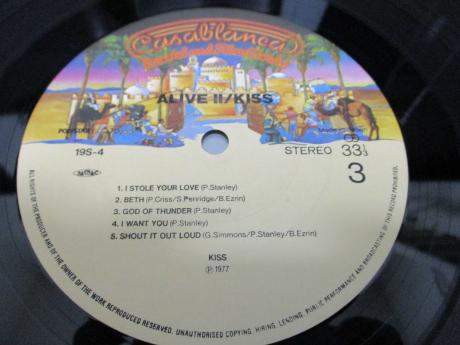 Casablanca
Record and FilmWorks
ALIVE II/KISS
POLYSTAR
19S-4
STEREO 33⅓
3
1. I STOLE YOUR LOVE (P.Stanley)
2. BETH (P.Criss/S.Penridge/B.Ezrin)
3. GOD OF THUNDER (P.Stanley)
4. I WANT YOU (P.Stanley)
5. SHOUT IT OUT LOUD (G.Simmons/P.Stanley/B.Ezrin)
KISS
Ⓟ 1977
ALL RIGHTS OF THE PRODUCER AND OF THE OWNER OF THE WORK REPRODUCED RESERVED. UNAUTHORISED COPYING, HIRING, LENDING, PUBLIC PERFORMANCE AND BROADCASTING OF THIS RECORD PROHIBITED.